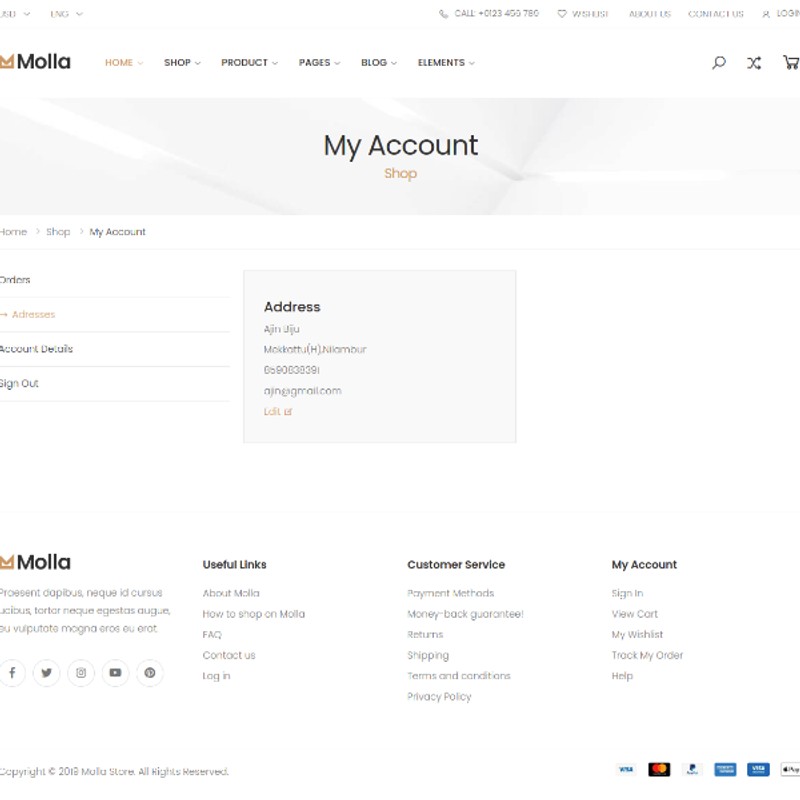 USD ENG CALL: +0123 456 789 WISHLIST ABOUT US CONTACT US LOGIN
Molla HOME SHOP PRODUCT PAGES BLOG ELEMENTS
My Account
Shop
Home Shop My Account
Orders
Adresses
Account Details
Sign Out
Address
Ajin Biju
Mokkattu(H),Nilambur
ajin@gmail.com
Edit
Molla
Praesent dapibus, neque id cursus
ucibus, tortor neque egestas augue,
eu vulputate magna eros eu erat.
Useful Links
About Molla
How to shop on Molla
FAQ
Contact us
Log in
Customer Service
Payment Methods
Money-back guarantee!
Returns
Shipping
Terms and conditions
Privacy Policy
My Account
Sign In
View Cart
My Wishlist
Track My Order
Help
Copyright © 2019 Molla Store. All Rights Reserved.
VISA PayPal VISA Pay